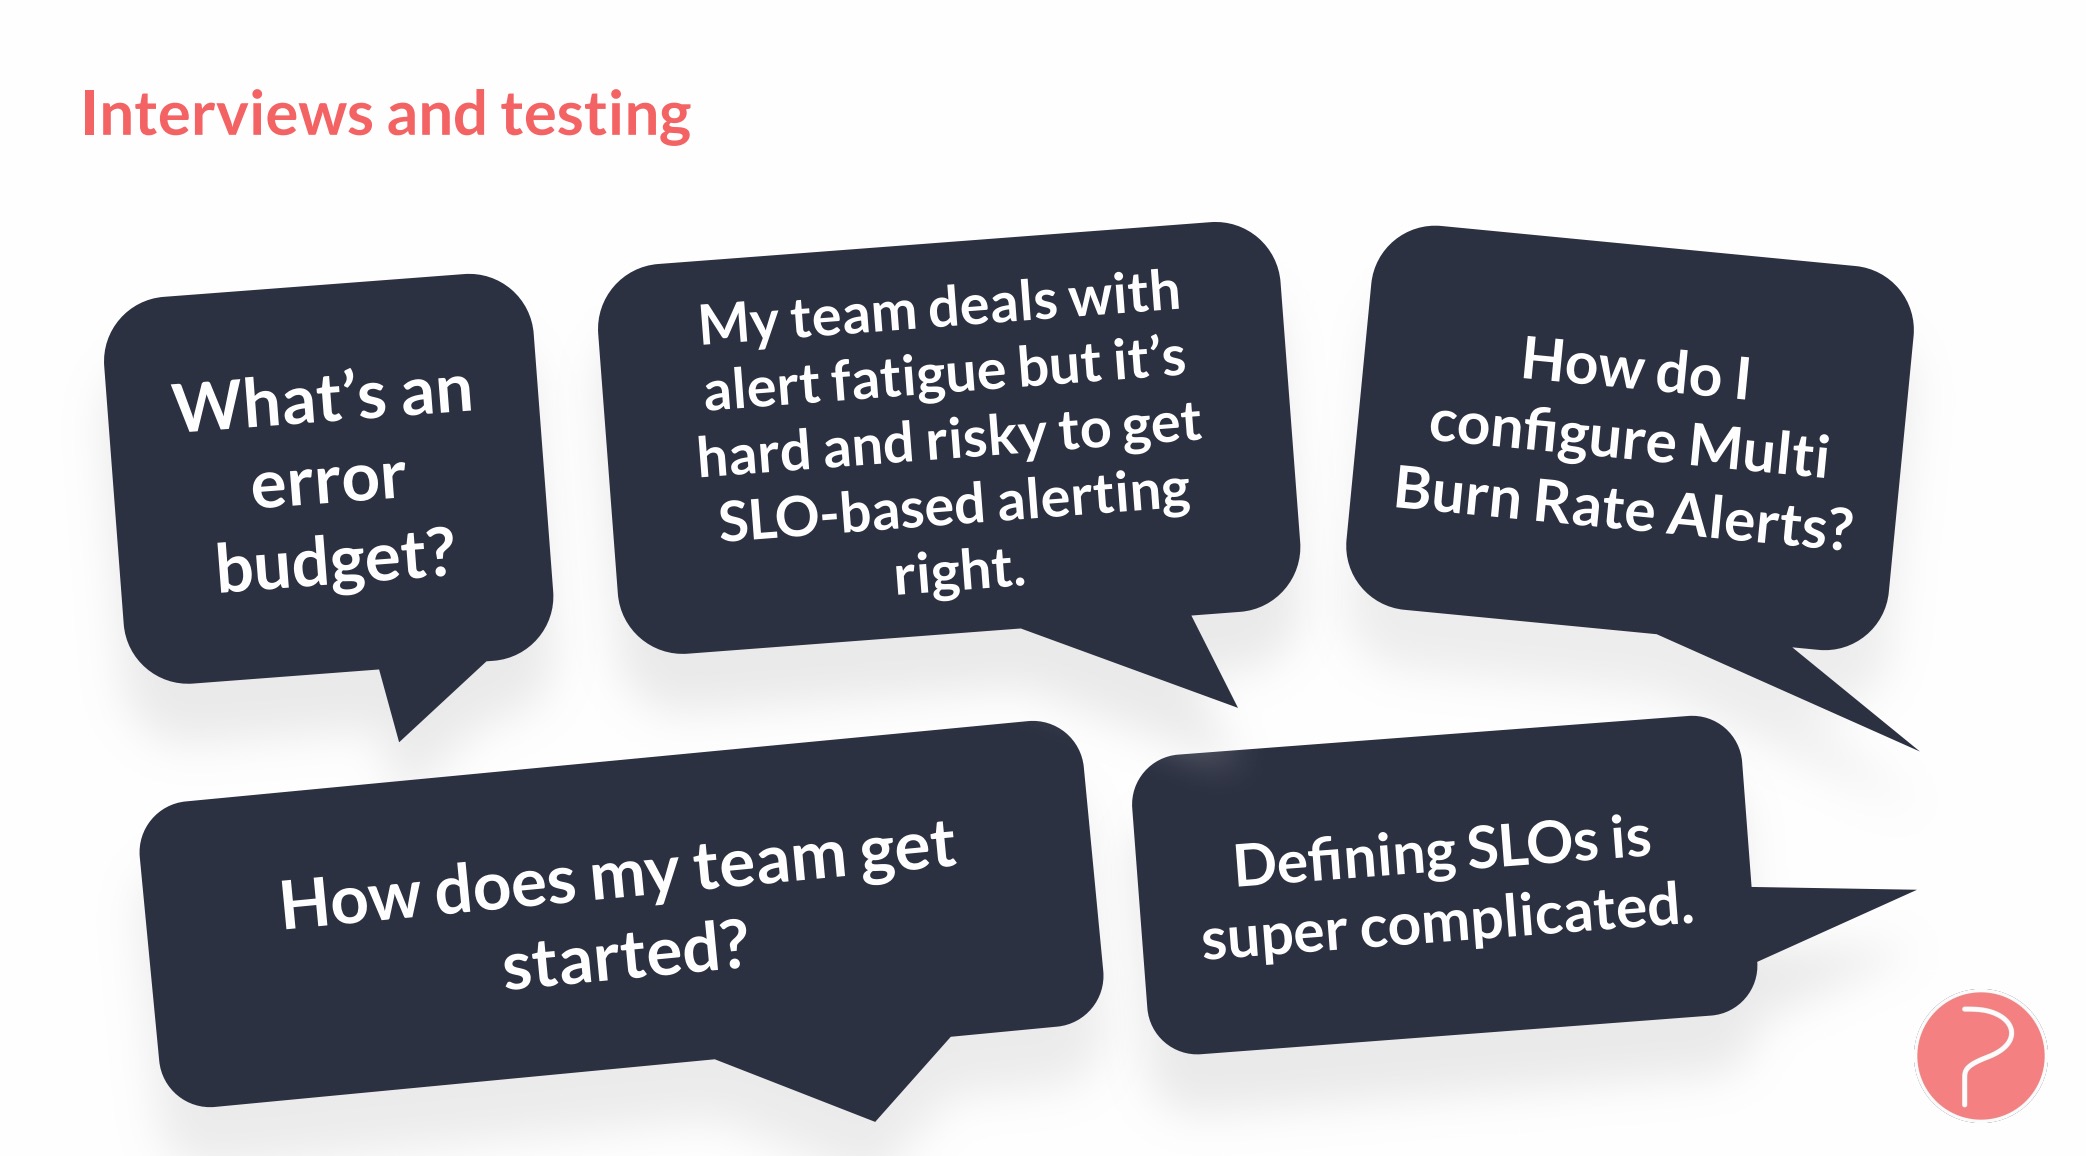 Interviews and testing
What’s an
error
budget?
My team deals with
alert fatigue but it’s
hard and risky to get
SLO-based alerting
right.
How do I
configure Multi
Burn Rate Alerts?
How does my team get
started?
Defining SLOs is
super complicated.